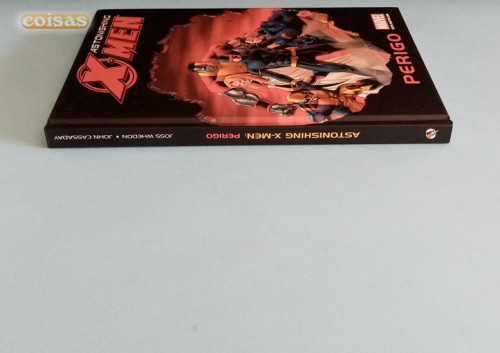 coisas
ASTONISHING
X-MEN
MARVEL
PERIGO
ASTONISHING X-MEN: PERIGO
JOSS WHEDON • JOHN CASSADAY